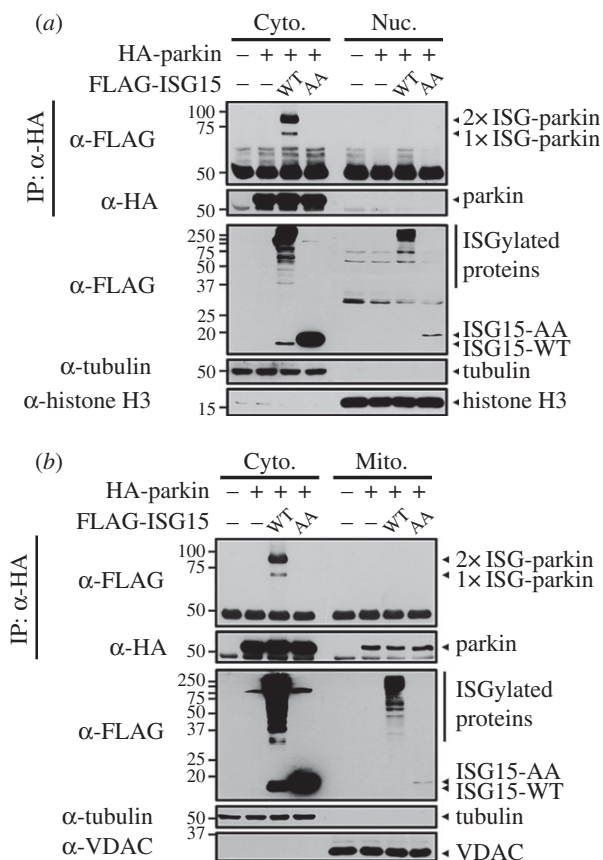 (a) Cyto. Nuc.
HA-parkin – + + + – + + +
FLAG-ISG15 – – WT AA – – WT AA
IP: α-HA
α-FLAG 100 75 50 2× ISG-parkin 1× ISG-parkin
α-HA 50 parkin
α-FLAG 250 75 50 37 25 20 ISGylated proteins ISG15-AA ISG15-WT
α-tubulin 50 tubulin
α-histone H3 15 histone H3
(b) Cyto. Mito.
HA-parkin – + + + – + + +
FLAG-ISG15 – – WT AA – – WT AA
IP: α-HA
α-FLAG 100 75 50 2× ISG-parkin 1× ISG-parkin
α-HA 50 parkin
α-FLAG 250 75 50 37 25 20 ISGylated proteins ISG15-AA ISG15-WT
α-tubulin 50 tubulin
α-VDAC 37 VDAC